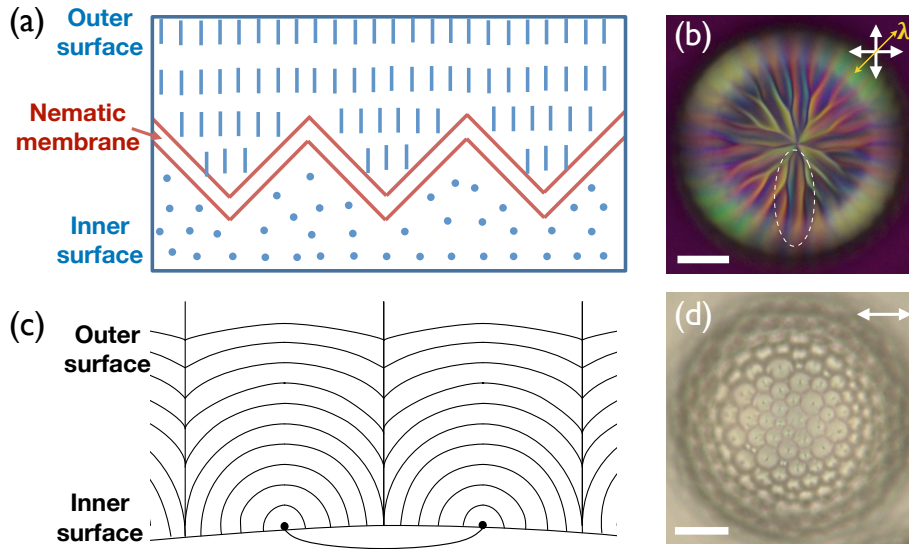 (a)
Outer
surface
Nematic
membrane
Inner
surface
(b)
λ
(c)
Outer
surface
Inner
surface
(d)